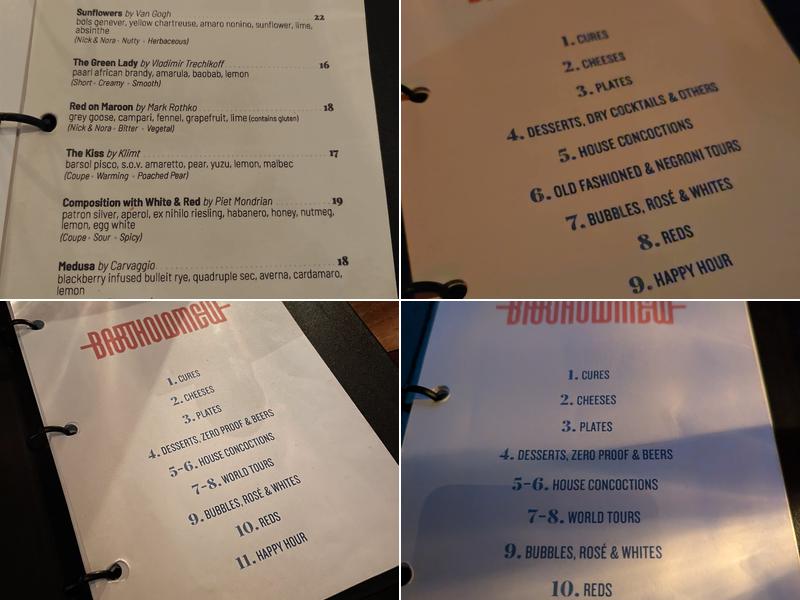 Sunflowers by Van Gogh 22
bols genever, yellow chartreuse, amaro nonino, sunflower, lime,
absinthe
(Nick & Nora - Nutty - Herbaceous)
The Green Lady by Vladimir Trechikoff 16
paarl african brandy, amarula, baobab, lemon
(Short - Creamy - Smooth)
Red on Maroon by Mark Rothko 18
grey goose, campari, fennel, grapefruit, lime (contains gluten)
(Nick & Nora - Bitter - Vegetal)
The Kiss by Klimt 17
barsol pisco, s.o.v. amaretto, pear, yuzu, lemon, malbec
(Coupe - Warming - Poached Pear)
Composition with White & Red by Piet Mondrian 19
patron silver, aperol, ex nihilo riesling, habanero, honey, nutmeg,
lemon, egg white
(Coupe - Sour - Spicy)
Medusa by Carvaggio 18
blackberry infused bulleit rye, quadruple sec, averna, cardamaro,
lemon
1. CURES
2. CHEESES
3. PLATES
4. DESSERTS, DRY COCKTAILS & OTHERS
5. HOUSE CONCOCTIONS
6. OLD FASHIONED & NEGRONI TOURS
7. BUBBLES, ROSÉ & WHITES
8. REDS
9. HAPPY HOUR
BARTHOLOMEW
1. CURES
2. CHEESES
3. PLATES
4. DESSERTS, ZERO PROOF & BEERS
5-6. HOUSE CONCOCTIONS
7-8. WORLD TOURS
9. BUBBLES, ROSÉ & WHITES
10. REDS
11. HAPPY HOUR
BARTHOLOMEW
1. CURES
2. CHEESES
3. PLATES
4. DESSERTS, ZERO PROOF & BEERS
5-6. HOUSE CONCOCTIONS
7-8. WORLD TOURS
9. BUBBLES, ROSÉ & WHITES
10. REDS